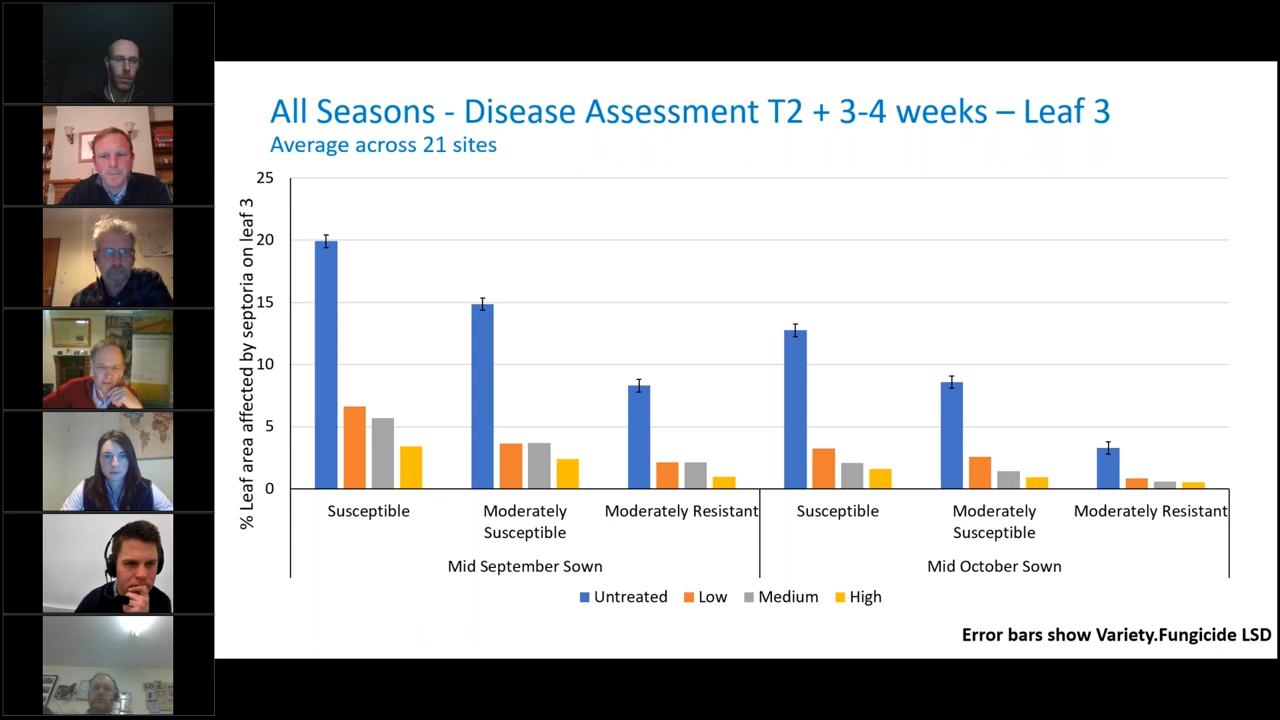 All Seasons - Disease Assessment T2 + 3-4 weeks – Leaf 3
Average across 21 sites
% Leaf area affected by septoria on leaf 3
25
20
15
10
5
0
Susceptible
Moderately
Susceptible
Moderately Resistant
Susceptible
Moderately
Susceptible
Moderately Resistant
Mid September Sown
Mid October Sown
Untreated
Low
Medium
High
Error bars show Variety.Fungicide LSD